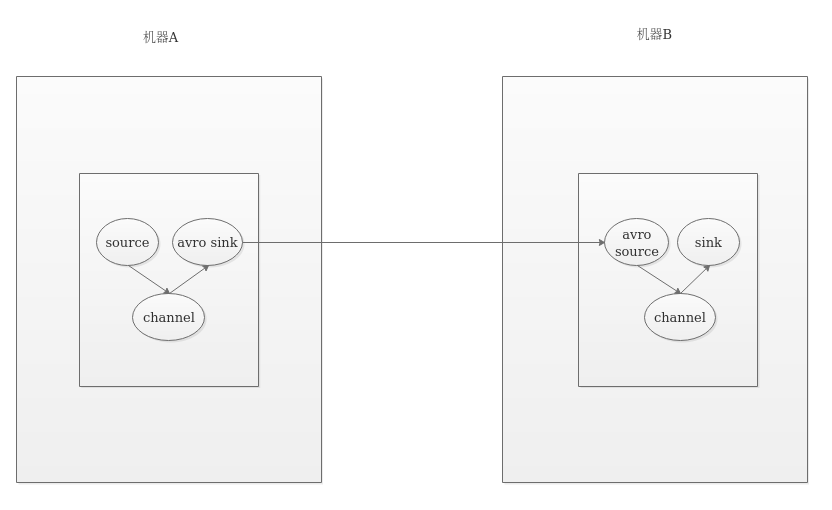 机器A
机器B
source
avro sink
channel
avro
source
sink
channel